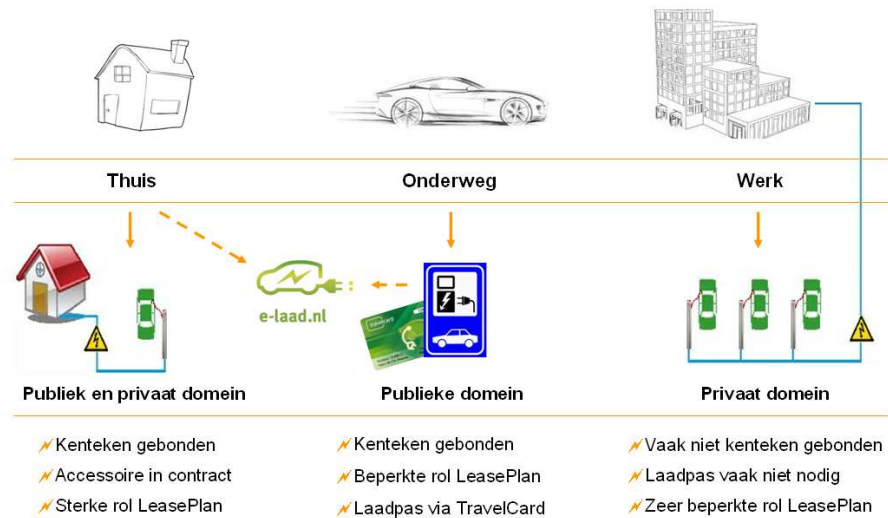 Thuis
Onderweg
Werk
e-laad.nl
travelcard
Publiek en privaat domein
Publieke domein
Privaat domein
Kenteken gebonden
Accessoire in contract
Sterke rol LeasePlan
Kenteken gebonden
Beperkte rol LeasePlan
Laadpas via TravelCard
Vaak niet kenteken gebonden
Laadpas vaak niet nodig
Zeer beperkte rol LeasePlan